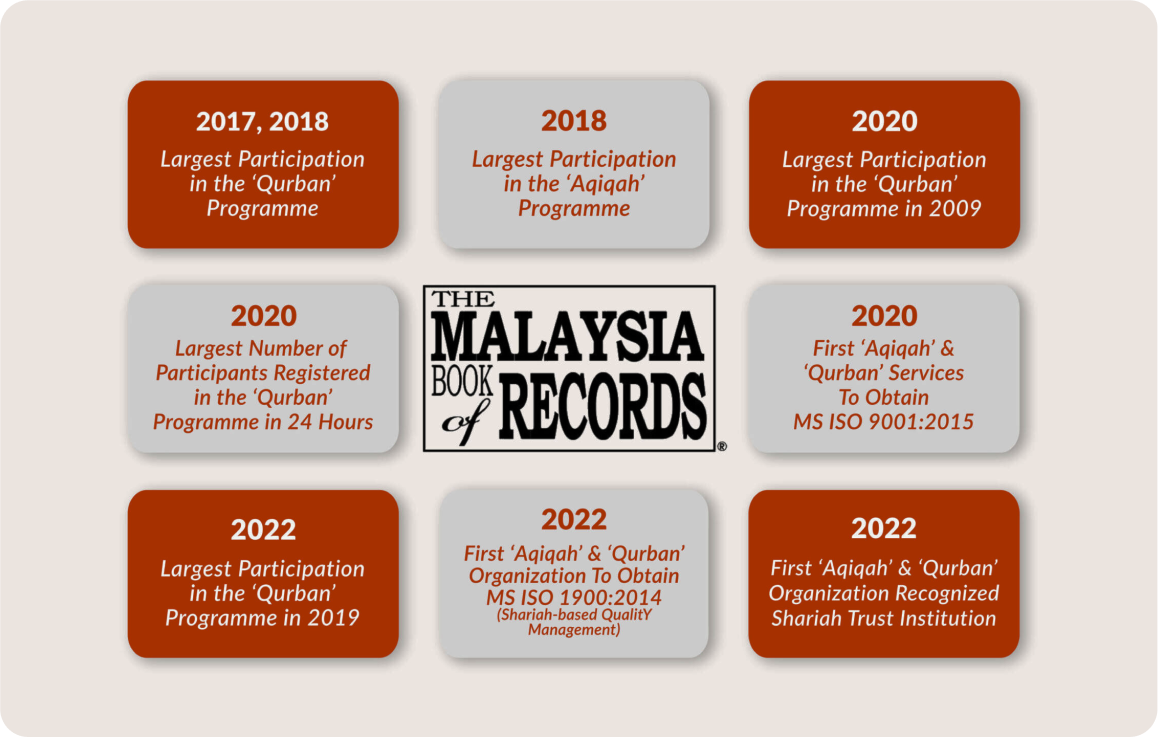 2017, 2018
Largest Participation
in the ‘Qurban’
Programme
2018
Largest Participation
in the ‘Aqiqah’
Programme
2020
Largest Participation
in the ‘Qurban’
Programme in 2009
2020
Largest Number of
Participants Registered
in the ‘Qurban’
Programme in 24 Hours
THE
MALAYSIA
BOOK
of RECORDS
®
2020
First ‘Aqiqah’ &
‘Qurban’ Services
To Obtain
MS ISO 9001:2015
2022
Largest Participation
in the ‘Qurban’
Programme in 2019
2022
First ‘Aqiqah’ & ‘Qurban’
Organization To Obtain
MS ISO 1900:2014
(Shariah-based QualitY
Management)
2022
First ‘Aqiqah’ & ‘Qurban’
Organization Recognized
Shariah Trust Institution